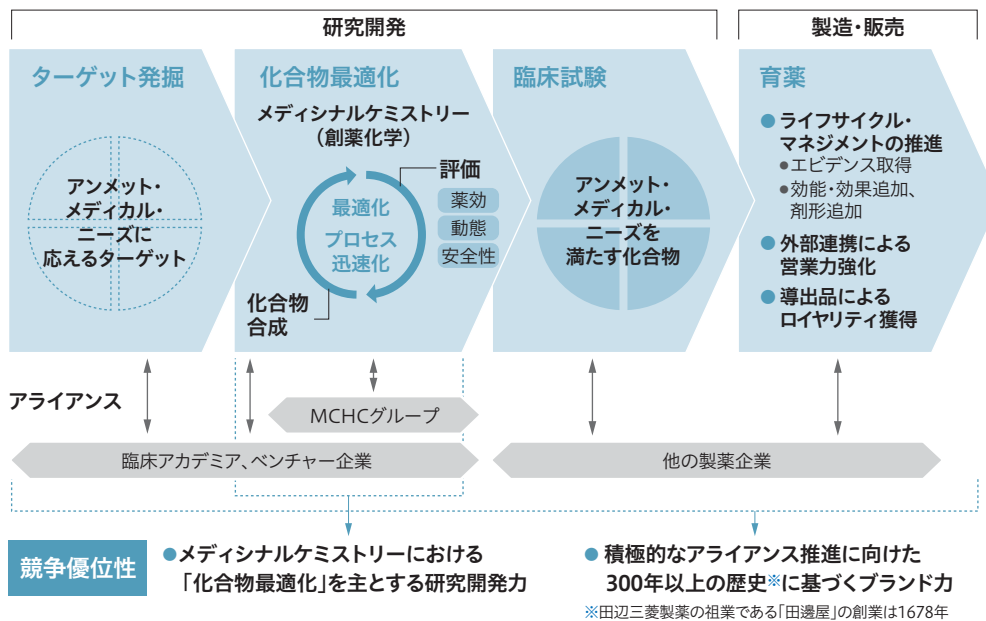 研究開発
製造・販売
ターゲット発掘
アンメット・
メディカル・
ニーズに
応えるターゲット
化合物最適化
メディシナルケミストリー
（創薬化学）
評価
薬効
動態
安全性
最適化
プロセス
迅速化
化合物
合成
臨床試験
アンメット・
メディカル・
ニーズを
満たす化合物
育薬
●ライフサイクル・
マネジメントの推進
●エビデンス取得
●効能・効果追加、
剤形追加
●外部連携による
営業力強化
●導出品による
ロイヤリティ獲得
アライアンス
MCHCグループ
臨床アカデミア、ベンチャー企業
他の製薬企業
競争優位性
●メディシナルケミストリーにおける
「化合物最適化」を主とする研究開発力
●積極的なアライアンス推進に向けた
300年以上の歴史※に基づくブランド力
※田辺三菱製薬の祖業である「田邊屋」の創業は1678年